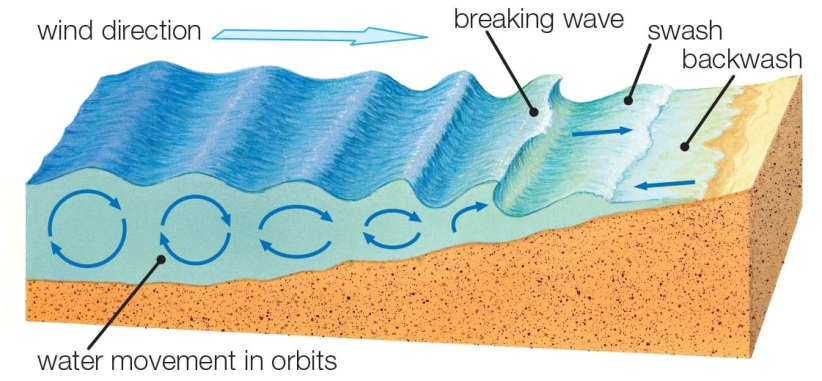 wind direction
breaking wave
swash
backwash
water movement in orbits